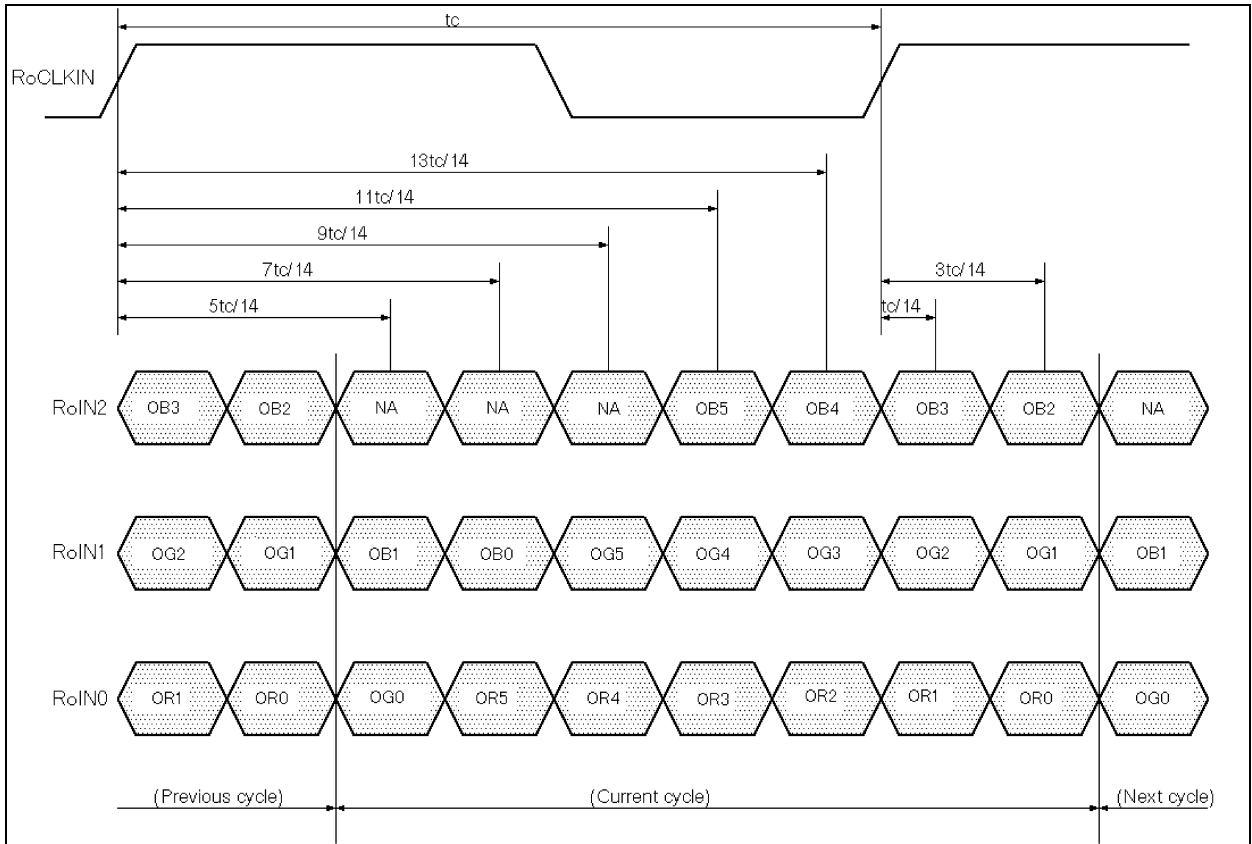 tc
RoCLKIN
13tc/14
11tc/14
9tc/14
7tc/14
3tc/14
5tc/14
tc/14
RoIN2 OB3 OB2 NA NA NA OB5 OB4 OB3 OB2 NA
RoIN1 OG2 OG1 OB1 OB0 OG5 OG4 OG3 OG2 OG1 OB1
RoIN0 OR1 OR0 OG0 OR5 OR4 OR3 OR2 OR1 OR0 OG0
(Previous cycle) (Current cycle) (Next cycle)